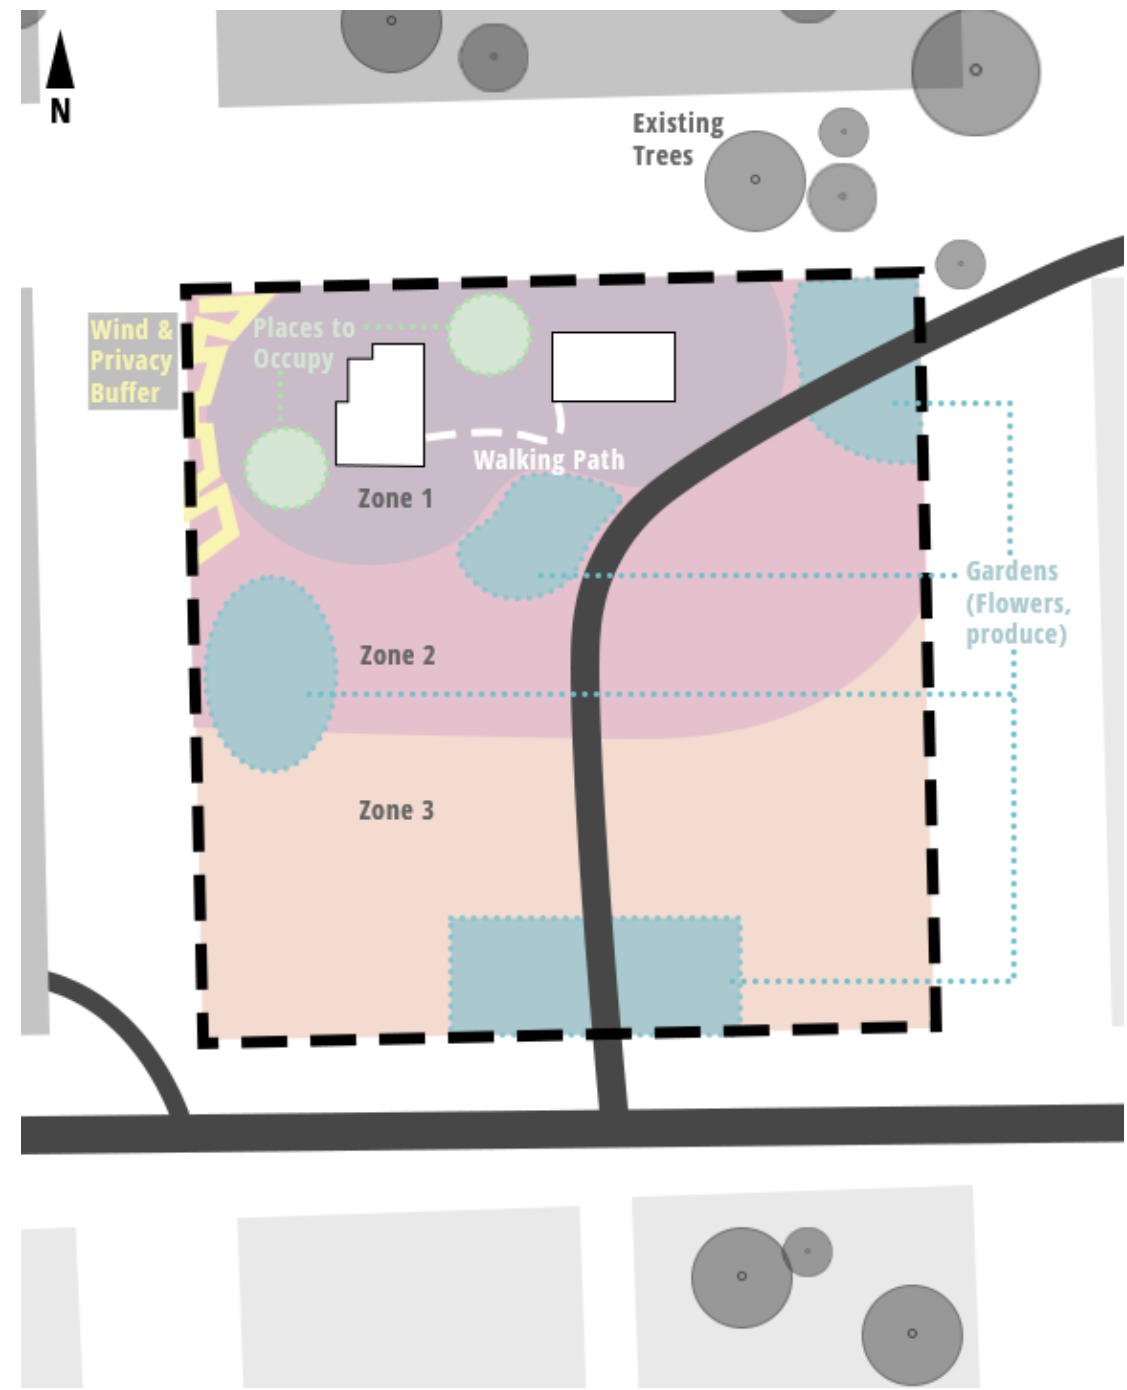 N
Existing
Trees
Wind &
Privacy
Buffer
Places to
Occupy
Walking Path
Zone 1
Gardens
(Flowers,
produce)
Zone 2
Zone 3